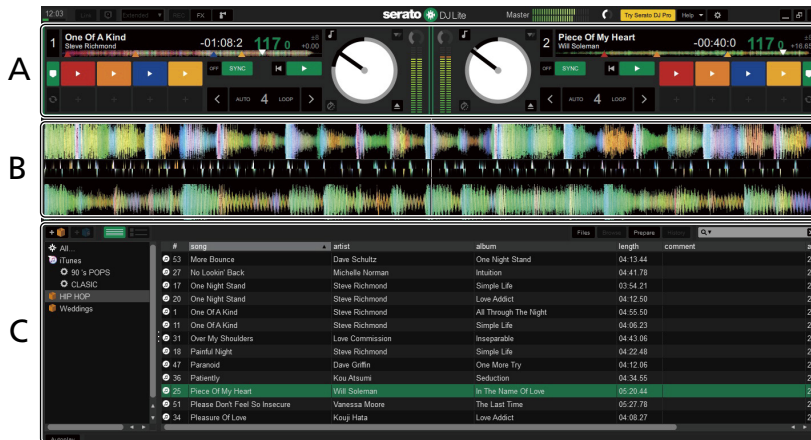 12:03 Extended REC FX serato DJ Lite Master Try Serato DJ Pro Help
A
1 One Of A Kind -01:08:2 117.0 ±8
Steve Richmond +0.00
OFF SYNC
AUTO 4 LOOP
2 Piece Of My Heart -00:40:0 117.0
Will Soleman
OFF SYNC
AUTO 4 LOOP
B
C
Files Browse Prepare History
# song artist album length comment
All...
iTunes
90 's POPS
CLASIC
HIP HOP
Weddings
53 More Bounce Dave Schultz One Night Stand 04:13.44
27 No Lookin' Back Michelle Norman Intuition 04:41.78
17 One Night Stand Steve Richmond Simple Life 03:54.21
20 One Night Stand Steve Richmond Love Addict 04:12.50
1 One Of A Kind Steve Richmond All Through The Night 04:55.50
11 One Of A Kind Steve Richmond Simple Life 04:06.23
31 Over My Shoulders Love Commission Inseparable 04:43.06
18 Painful Night Steve Richmond Simple Life 04:22.48
47 Paranoid Dave Griffin One More Try 04:12.06
36 Patiently Kou Atsumi Seduction 04:34.55
25 Piece Of My Heart Will Soleman In The Name Of Love 05:20.44
51 Please Don't Feel So Insecure Vanessa Moore The Last Time 05:27.78
34 Pleasure Of Love Kouji Hata Love Addict 04:08.27
Autoplay